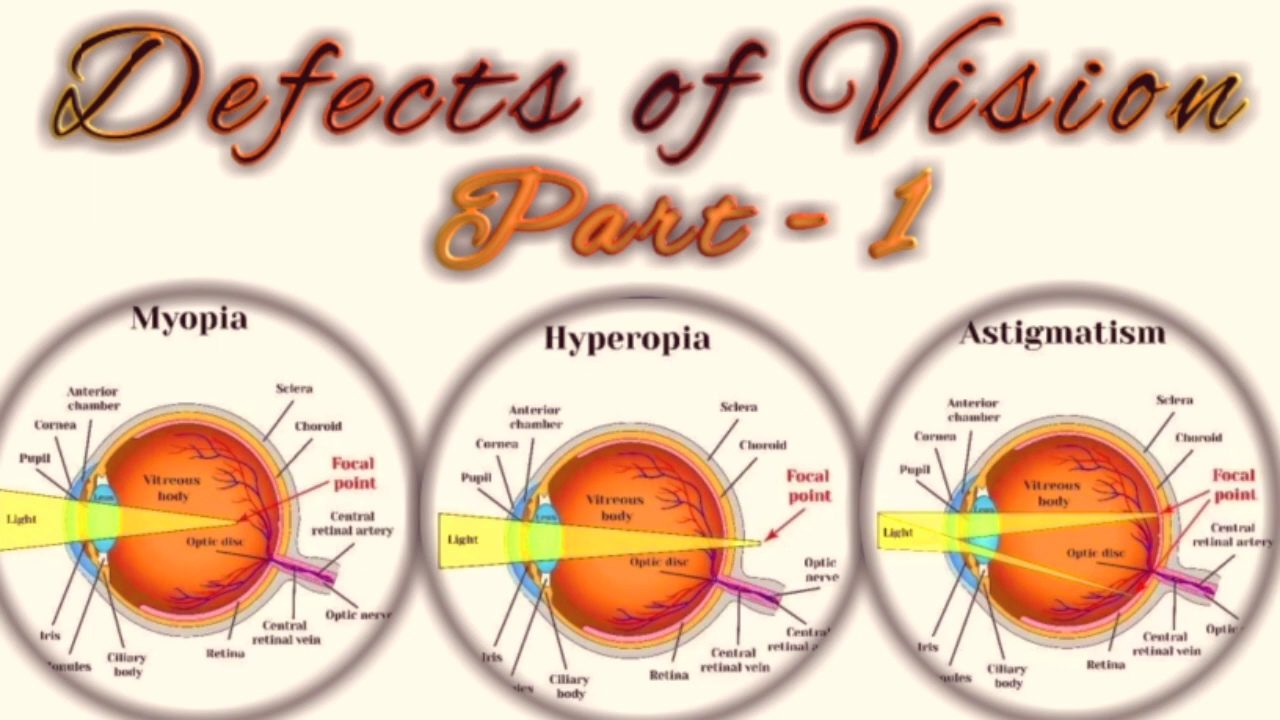 Defects of Vision
Part - 1
Myopia
Anterior
chamber
Cornea
Pupil
Light
Lens
Vitreous
body
Optic disc
Sclera
Choroid
Focal
point
Central
retinal artery
Optic nerve
Central
retinal vein
Retina
Ciliary
body
Iris
Hyperopia
Anterior
chamber
Cornea
Pupil
Light
Lens
Vitreous
body
Optic disc
Sclera
Choroid
Focal
point
Optic
nerve
Central
retinal
Central
retinal vein
Retina
Ciliary
body
Iris
Astigmatism
Anterior
chamber
Cornea
Pupil
Light
Lens
Vitreous
body
Optic disc
Sclera
Choroid
Focal
point
Central
retinal artery
Optic
Central
retinal vein
Retina
Ciliary
body
Iris